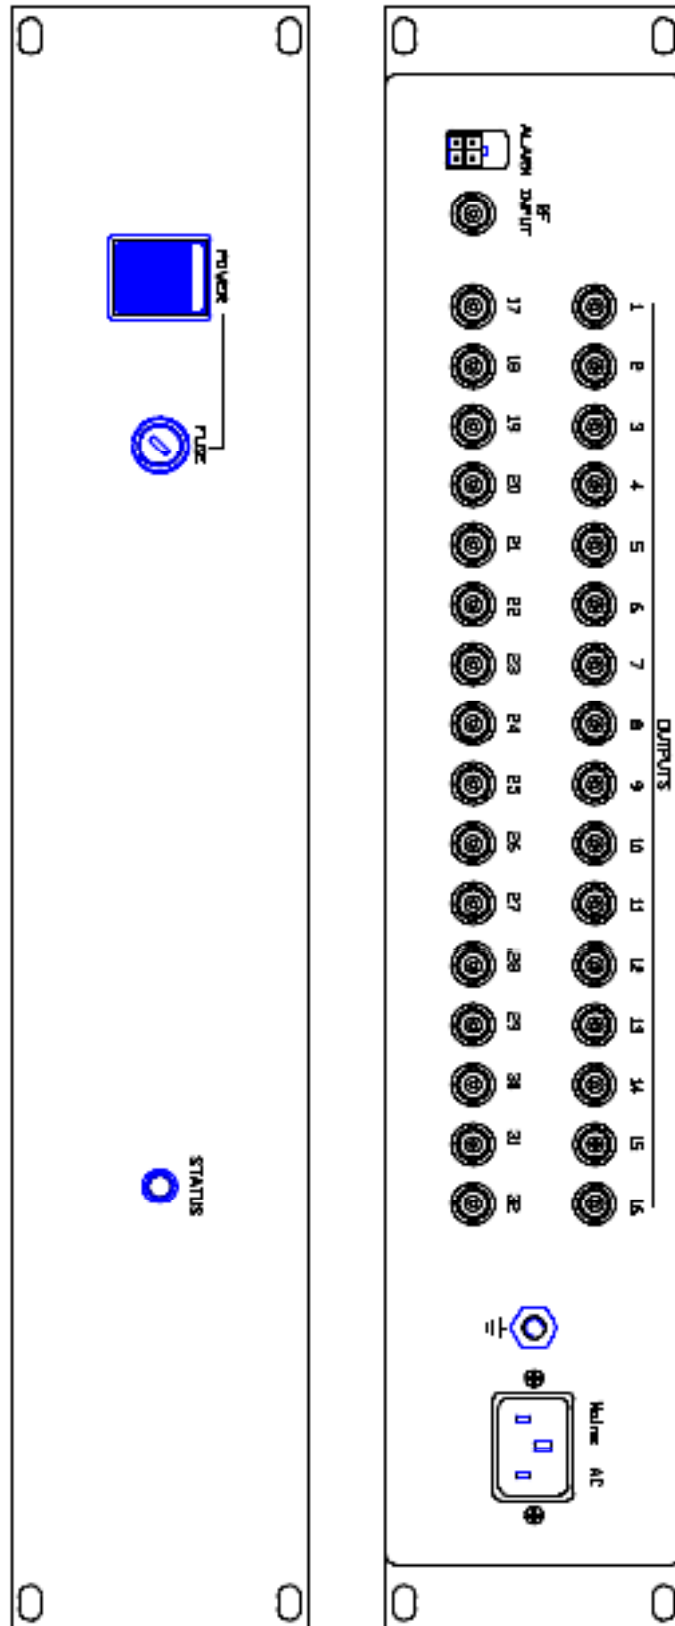 POWER
FUSE
STATUS
ALARM
RF
INPUT
OUTPUTS
1 2 3 4 5 6 7 8 9 10 11 12 13 14 15 16
17 18 19 20 21 22 23 24 25 26 27 28 29 30 31 32
Mains AC